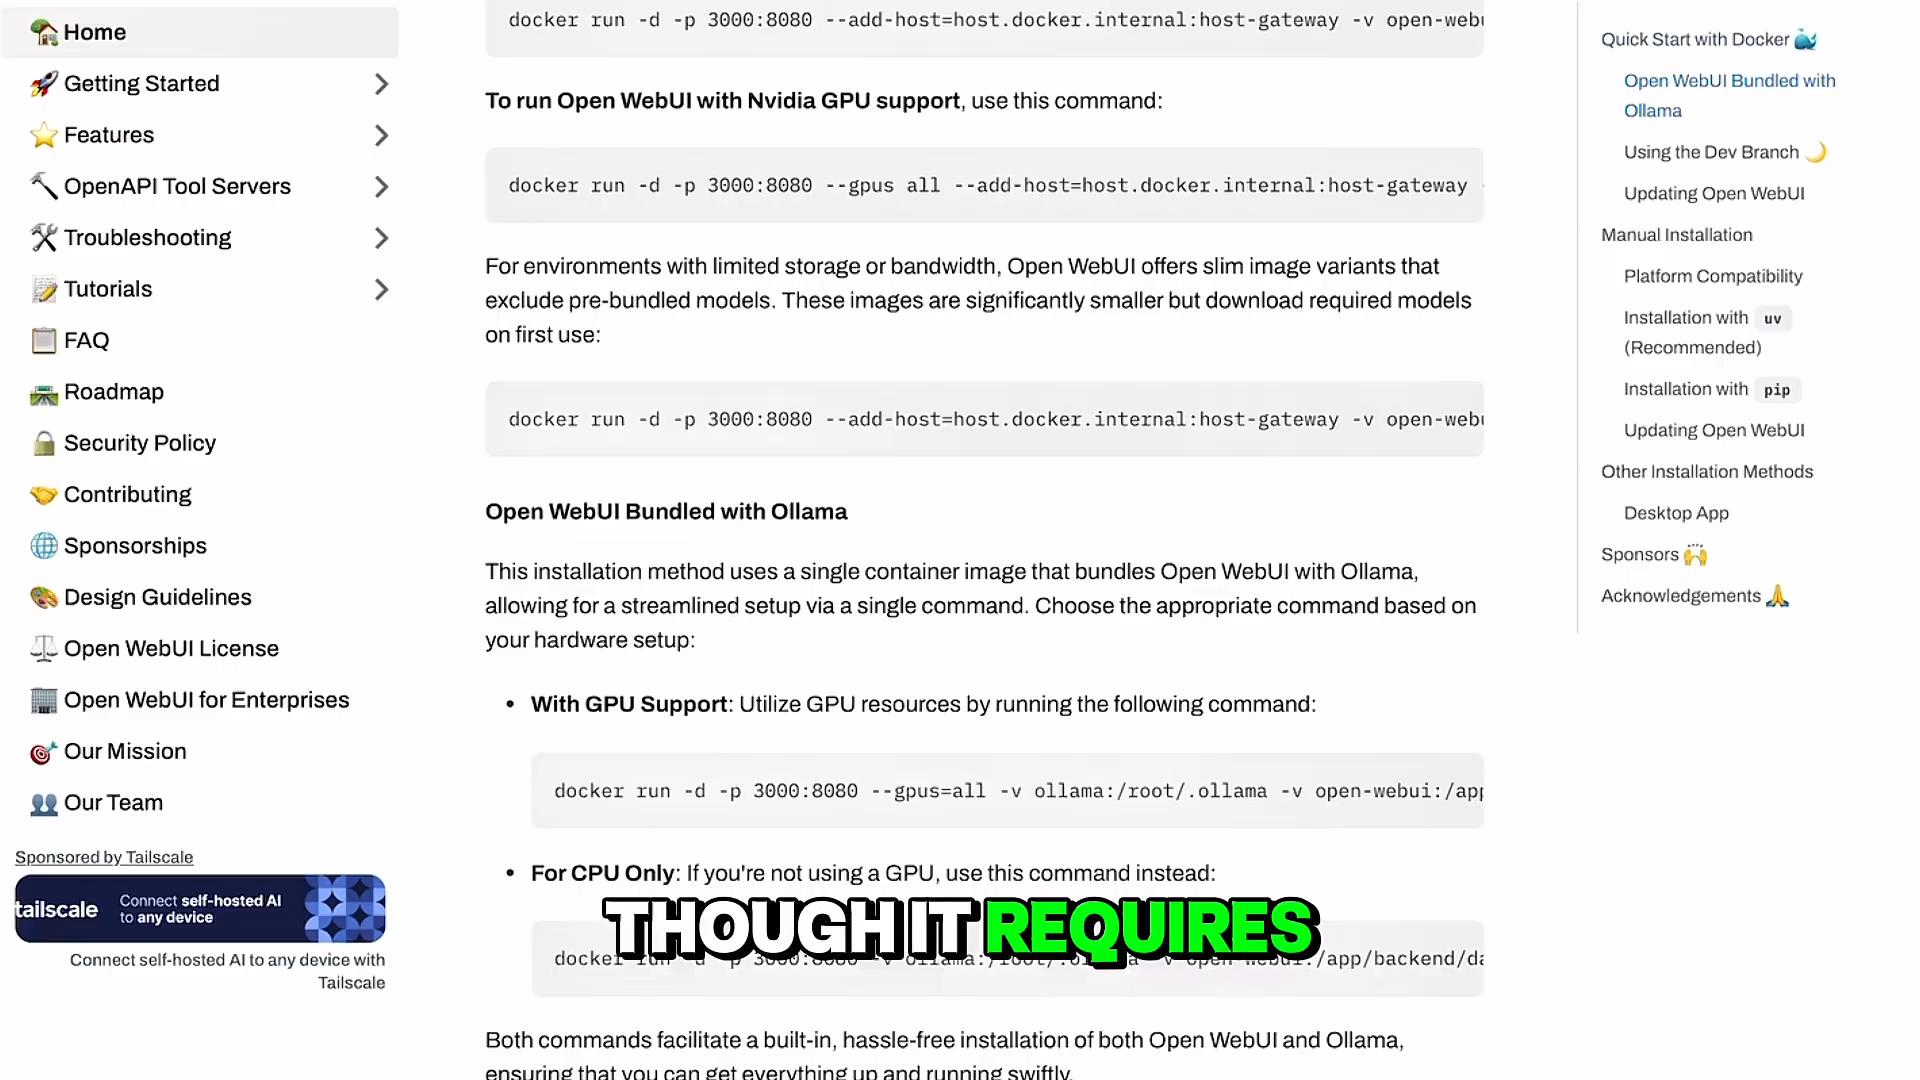 Home
Getting Started
Features
OpenAPI Tool Servers
Troubleshooting
Tutorials
FAQ
Roadmap
Security Policy
Contributing
Sponsorships
Design Guidelines
Open WebUI License
Open WebUI for Enterprises
Our Mission
Our Team
Sponsored by Tailscale
tailscale
Connect self-hosted AI
to any device
Connect self-hosted AI to any device with
Tailscale
docker run -d -p 3000:8080 --add-host=host.docker.internal:host-gateway -v open-webu
To run Open WebUI with Nvidia GPU support, use this command:
docker run -d -p 3000:8080 --gpus all --add-host=host.docker.internal:host-gateway
For environments with limited storage or bandwidth, Open WebUI offers slim image variants that
exclude pre-bundled models. These images are significantly smaller but download required models
on first use:
docker run -d -p 3000:8080 --add-host=host.docker.internal:host-gateway -v open-webu
Open WebUI Bundled with Ollama
This installation method uses a single container image that bundles Open WebUI with Ollama,
allowing for a streamlined setup via a single command. Choose the appropriate command based on
your hardware setup:
• With GPU Support: Utilize GPU resources by running the following command:
docker run -d -p 3000:8080 --gpus=all -v ollama:/root/.ollama -v open-webui:/app
• For CPU Only: If you're not using a GPU, use this command instead:
THOUGH IT REQUIRES
docker run -d -p 3000:8080 -v ollama:/root/.ollama -v open-webui:/app/backend/da
Both commands facilitate a built-in, hassle-free installation of both Open WebUI and Ollama,
ensuring that you can get everything up and running swiftly.
Quick Start with Docker
Open WebUI Bundled with
Ollama
Using the Dev Branch
Updating Open WebUI
Manual Installation
Platform Compatibility
Installation with uv
(Recommended)
Installation with pip
Updating Open WebUI
Other Installation Methods
Desktop App
Sponsors
Acknowledgements